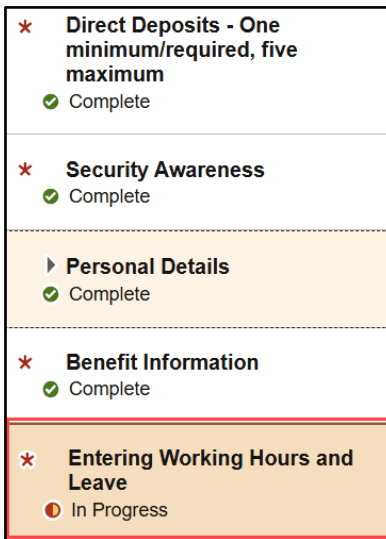 * Direct Deposits - One
minimum/required, five
maximum
Complete
* Security Awareness
Complete
Personal Details
Complete
* Benefit Information
Complete
* Entering Working Hours and
Leave
In Progress